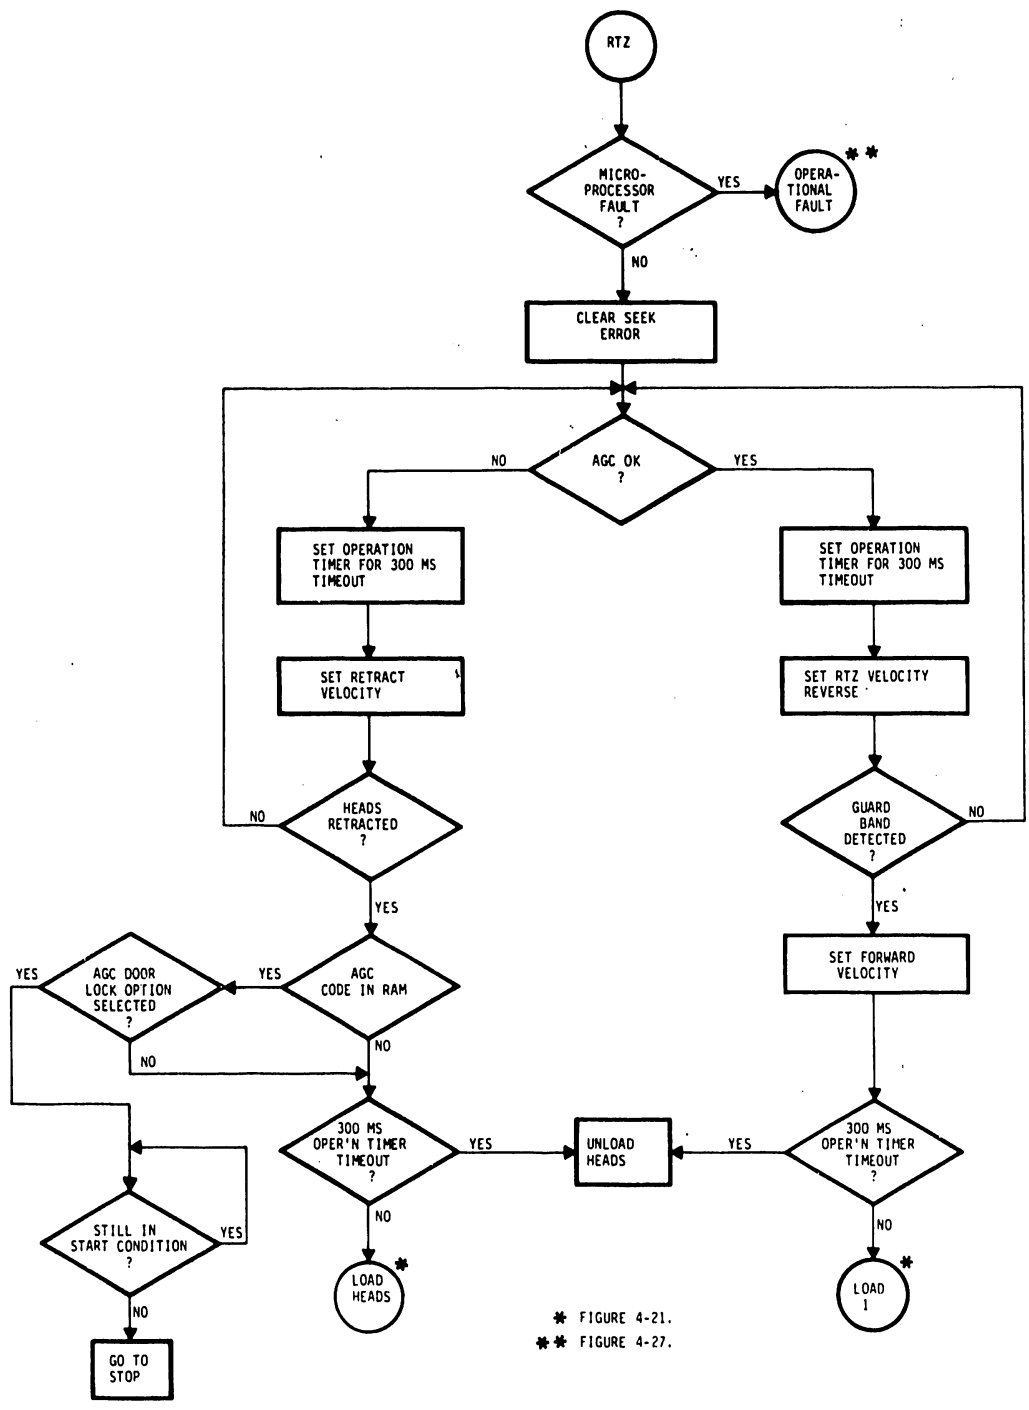 RTZ
MICRO-
PROCESSOR
FAULT
?
YES
**
OPERA-
TIONAL
FAULT
NO
CLEAR SEEK
ERROR
AGC OK
?
NO
YES
SET OPERATION
TIMER FOR 300 MS
TIMEOUT
SET OPERATION
TIMER FOR 300 MS
TIMEOUT
SET RETRACT
VELOCITY
SET RTZ VELOCITY
REVERSE
HEADS
RETRACTED
?
NO
GUARD
BAND
DETECTED
?
NO
YES
YES
SET FORWARD
VELOCITY
AGC
CODE IN RAM
YES
AGC DOOR
LOCK OPTION
SELECTED
?
YES
NO
NO
300 MS
OPER'N TIMER
TIMEOUT
?
YES
UNLOAD
HEADS
YES
300 MS
OPER'N TIMER
TIMEOUT
?
NO
NO
STILL IN
START CONDITION
?
YES
NO
LOAD
HEADS
*
LOAD
1
*
GO TO
STOP
* FIGURE 4-21.
** FIGURE 4-27.